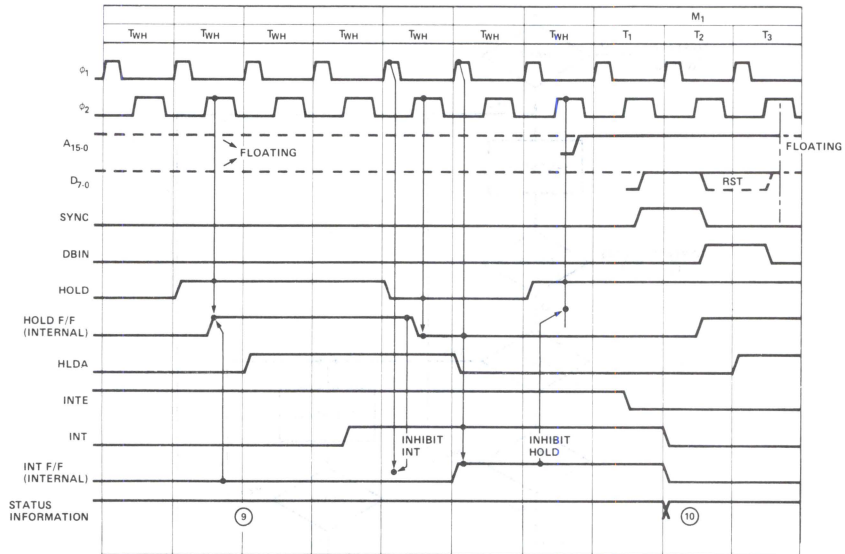 M₁
TWH TWH TWH TWH TWH TWH TWH T₁ T₂ T₃
φ₁
φ₂
A₁₅₋₀
FLOATING
FLOATING
D₇₋₀
RST
SYNC
DBIN
HOLD
HOLD F/F
(INTERNAL)
HLDA
INTE
INT
INHIBIT
INT
INHIBIT
HOLD
INT F/F
(INTERNAL)
STATUS
INFORMATION
9
10